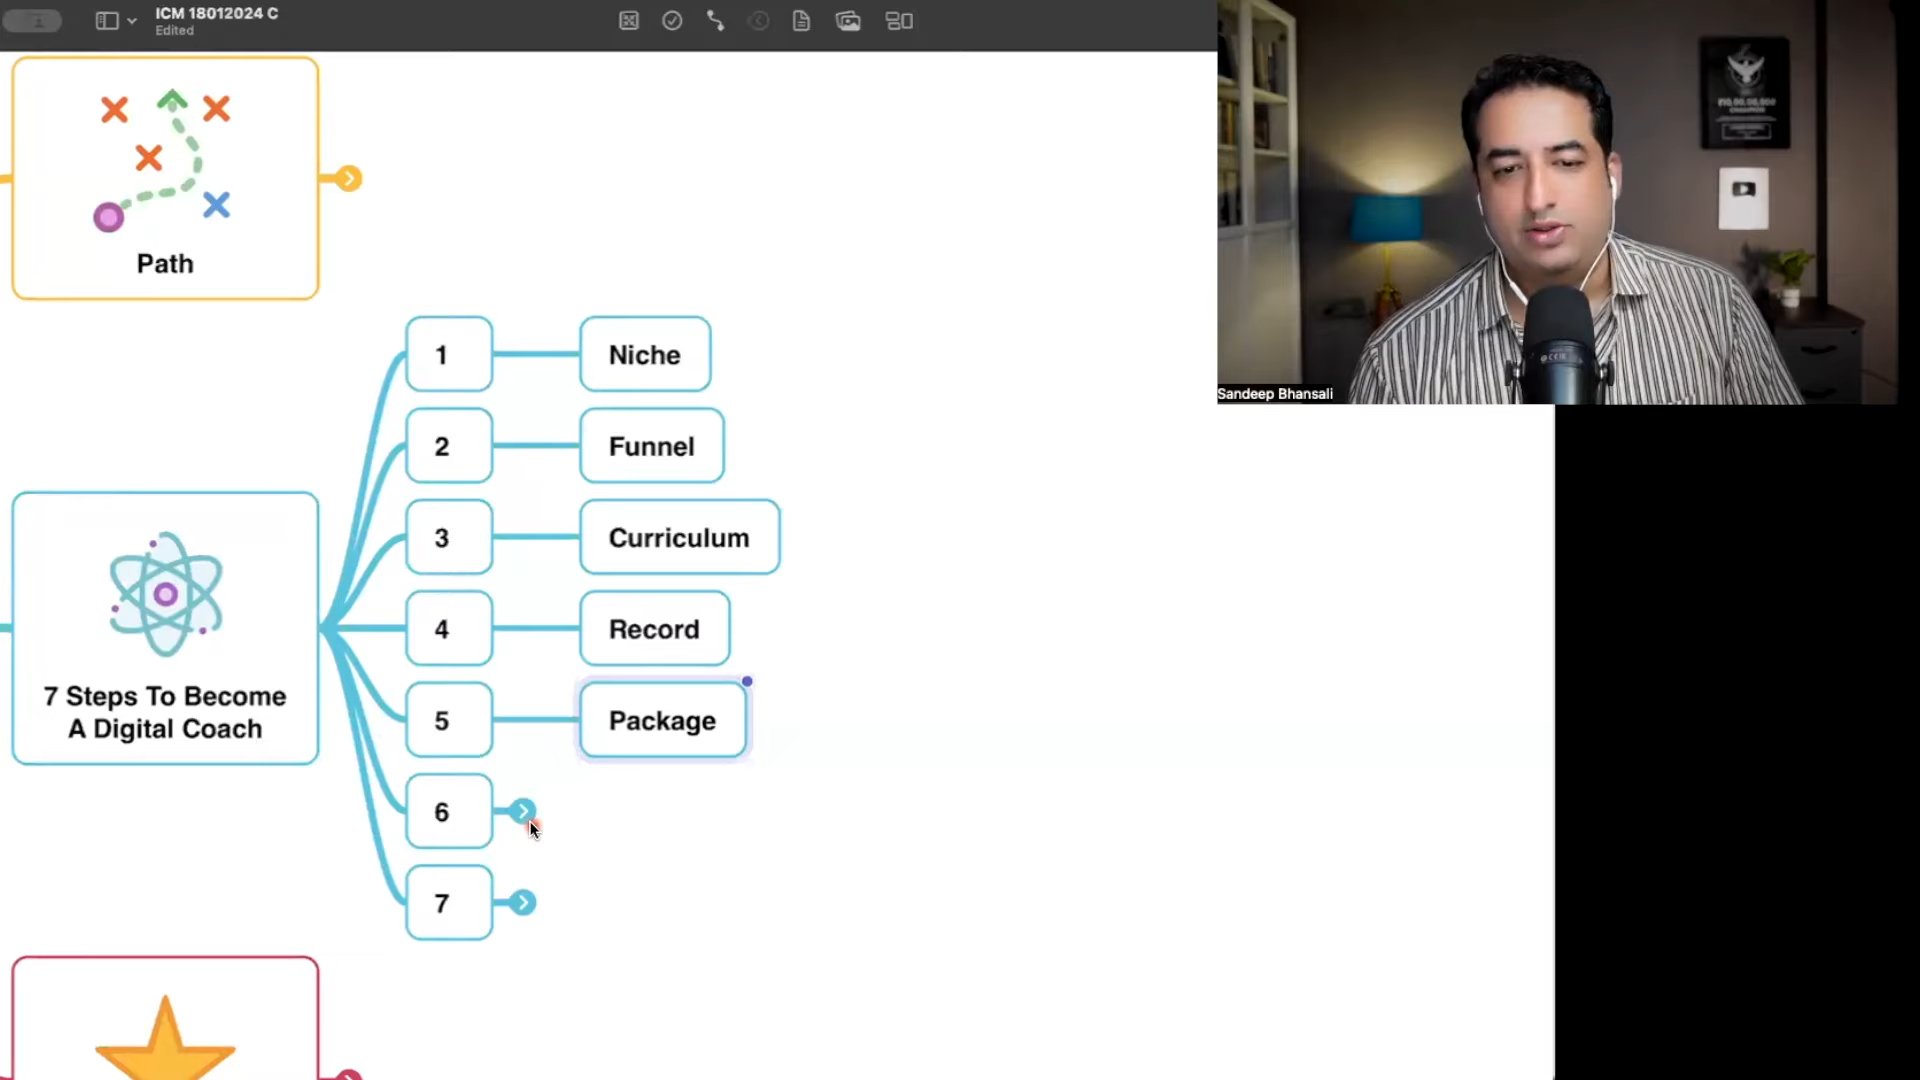 ICM 18012024 C
Edited
Path
1
Niche
2
Funnel
3
Curriculum
4
Record
7 Steps To Become
A Digital Coach
5
Package
6
7
Sandeep Bhansali